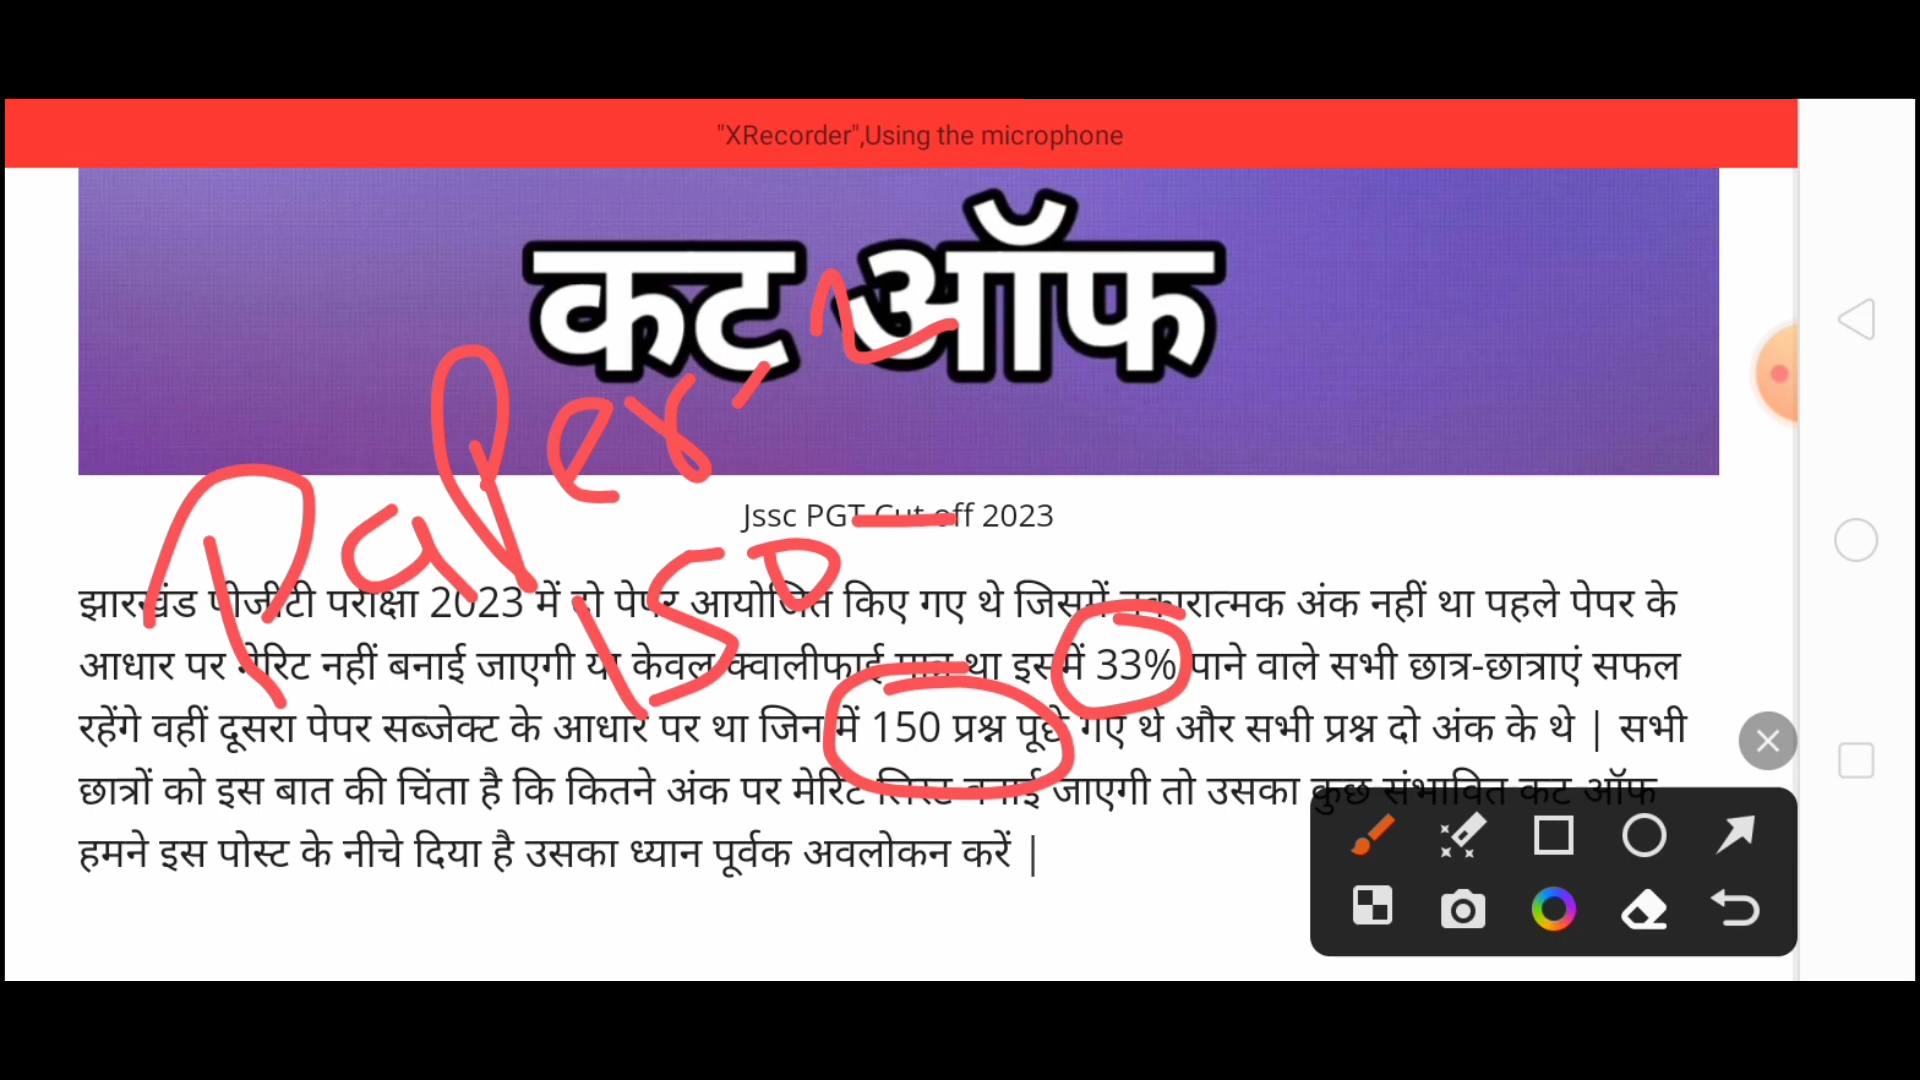 "XRecorder",Using the microphone
कट ऑफ
Paper-2
Jssc PGT Cut off 2023
150
झारखंड पीजीटी परीक्षा 2023 में दो पेपर आयोजित किए गए थे जिसमें नकारात्मक अंक नहीं था पहले पेपर के
आधार पर मेरिट नहीं बनाई जाएगी या केवल क्वालीफाई मात्र था इसमें 33% पाने वाले सभी छात्र-छात्राएं सफल
रहेंगे वहीं दूसरा पेपर सब्जेक्ट के आधार पर था जिन में 150 प्रश्न पूछे गए थे और सभी प्रश्न दो अंक के थे | सभी
छात्रों को इस बात की चिंता है कि कितने अंक पर मेरिट लिस्ट बनाई जाएगी तो उसका कुछ संभावित कट ऑफ
हमने इस पोस्ट के नीचे दिया है उसका ध्यान पूर्वक अवलोकन करें |